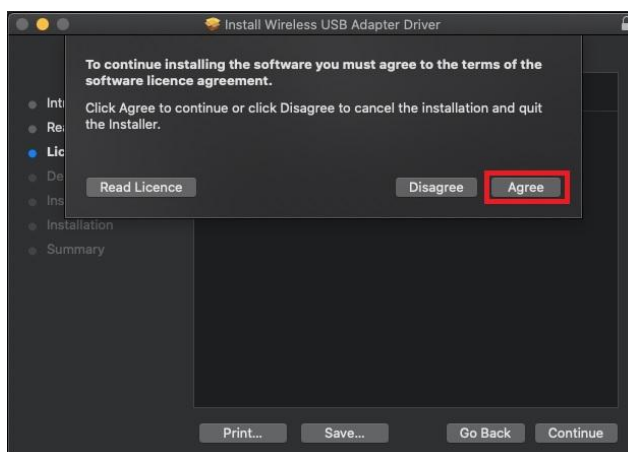 Install Wireless USB Adapter Driver
To continue installing the software you must agree to the terms of the
software licence agreement.
Click Agree to continue or click Disagree to cancel the installation and quit
the Installer.
Read Licence Disagree Agree
Installation
Summary
Print... Save... Go Back Continue